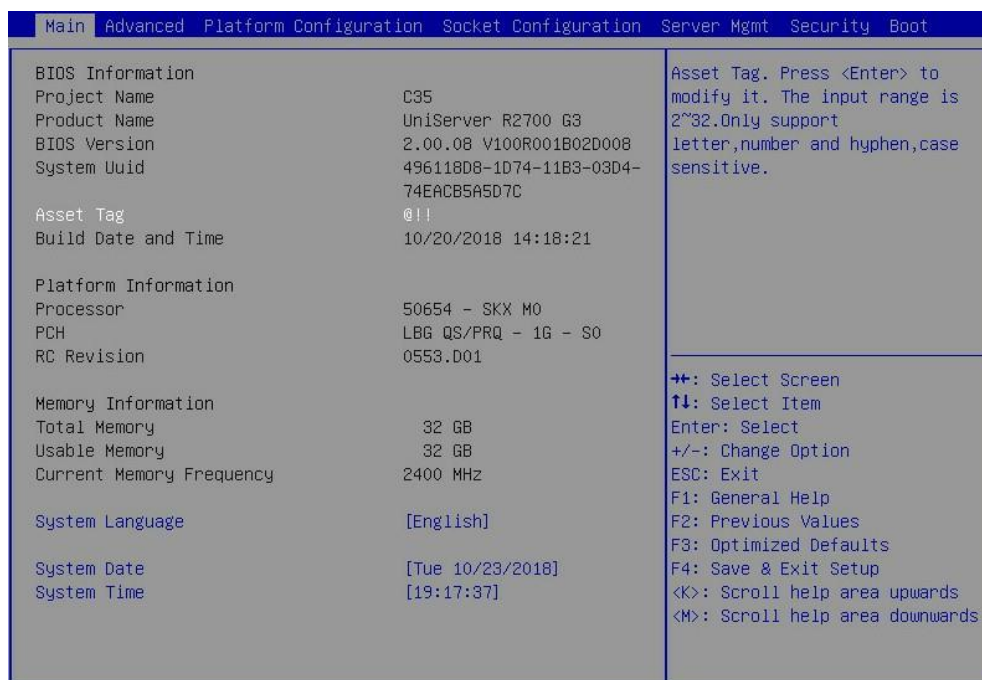 Main Advanced Platform Configuration Socket Configuration Server Mgmt Security Boot
BIOS Information
Project Name C35
Product Name UniServer R2700 G3
BIOS Version 2.00.08 V100R001B02D008
System Uuid 496118D8-1D74-11B3-03D4-
74EACB5A5D7C
Asset Tag @!!
Build Date and Time 10/20/2018 14:18:21
Platform Information
Processor 50654 - SKX M0
PCH LBG QS/PRQ - 1G - S0
RC Revision 0553.D01
Memory Information
Total Memory 32 GB
Usable Memory 32 GB
Current Memory Frequency 2400 MHz
System Language [English]
System Date [Tue 10/23/2018]
System Time [19:17:37]
Asset Tag. Press <Enter> to
modify it. The input range is
2~32.Only support
letter,number and hyphen,case
sensitive.
→←: Select Screen
↑↓: Select Item
Enter: Select
+/-: Change Option
ESC: Exit
F1: General Help
F2: Previous Values
F3: Optimized Defaults
F4: Save & Exit Setup
<K>: Scroll help area upwards
<M>: Scroll help area downwards